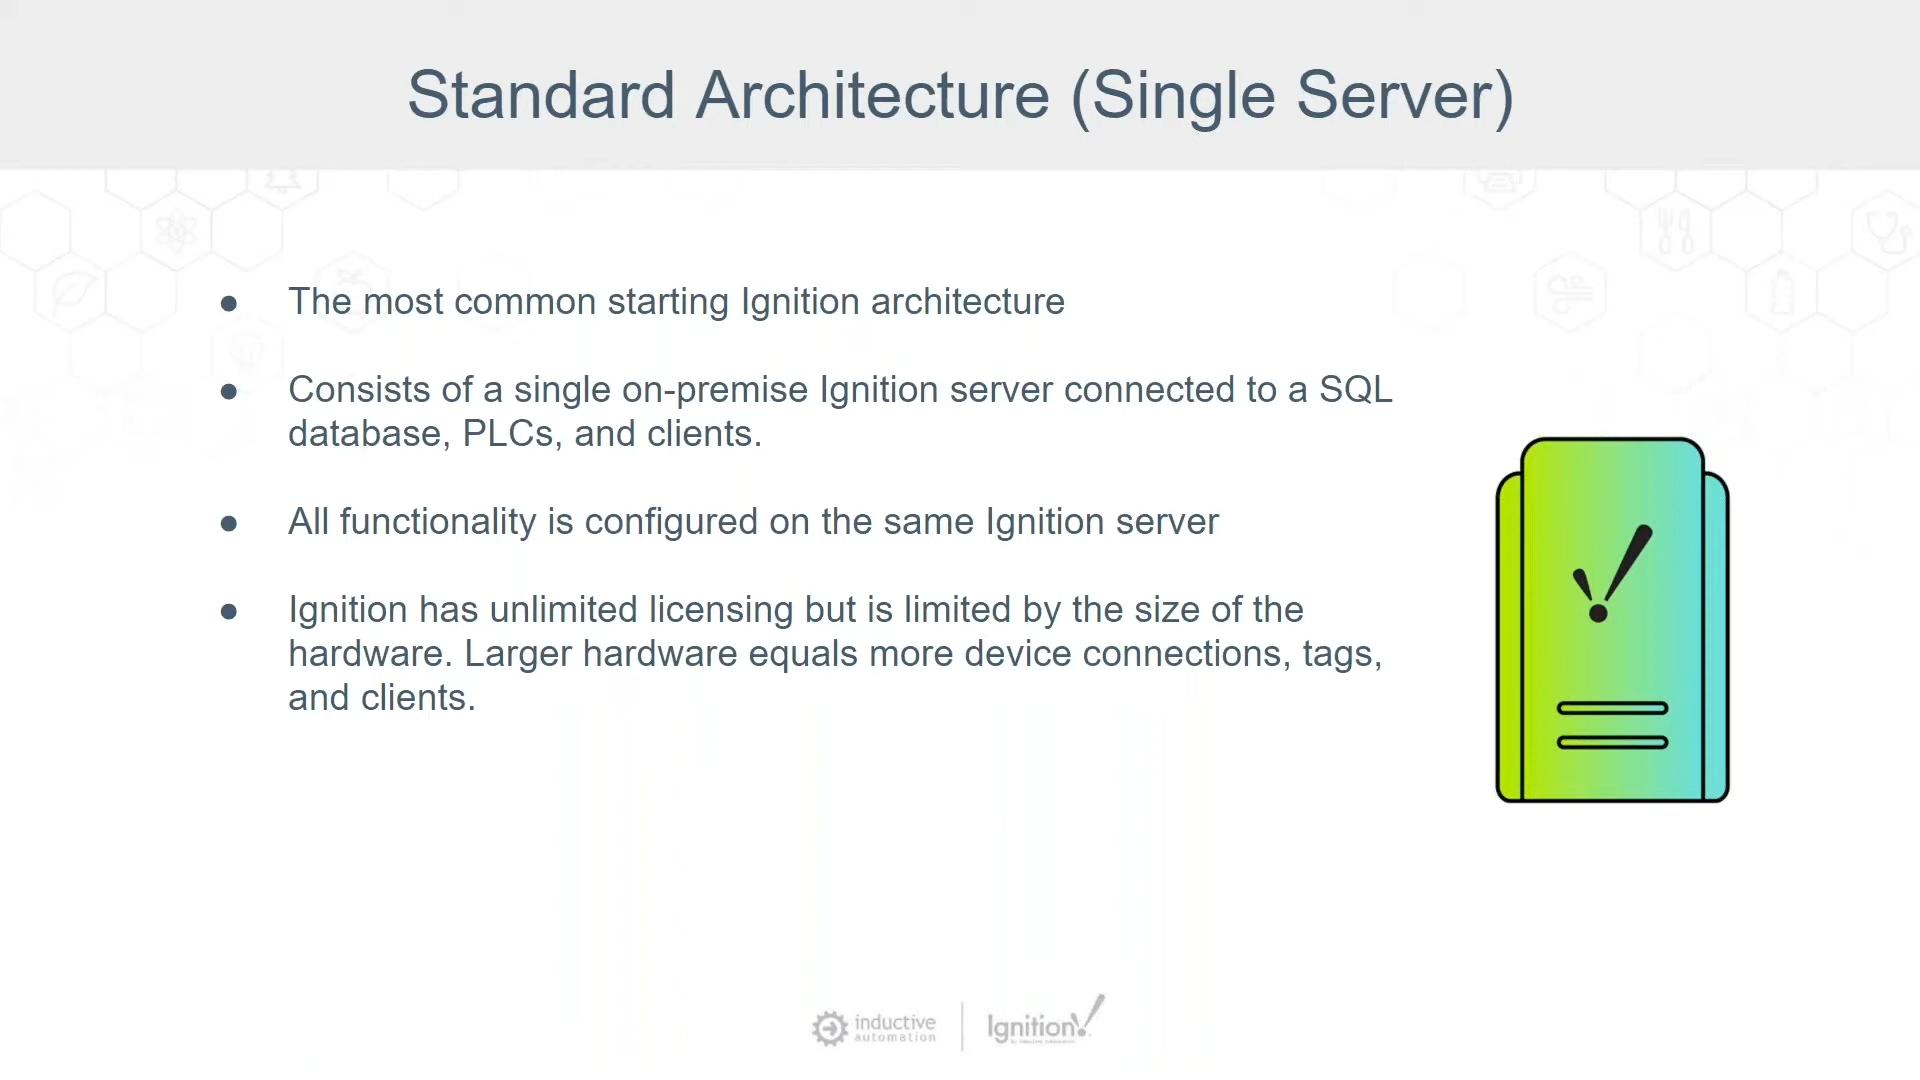 Standard Architecture (Single Server)
● The most common starting Ignition architecture
● Consists of a single on-premise Ignition server connected to a SQL
database, PLCs, and clients.
● All functionality is configured on the same Ignition server
● Ignition has unlimited licensing but is limited by the size of the
hardware. Larger hardware equals more device connections, tags,
and clients.
inductive
automation
Ignition